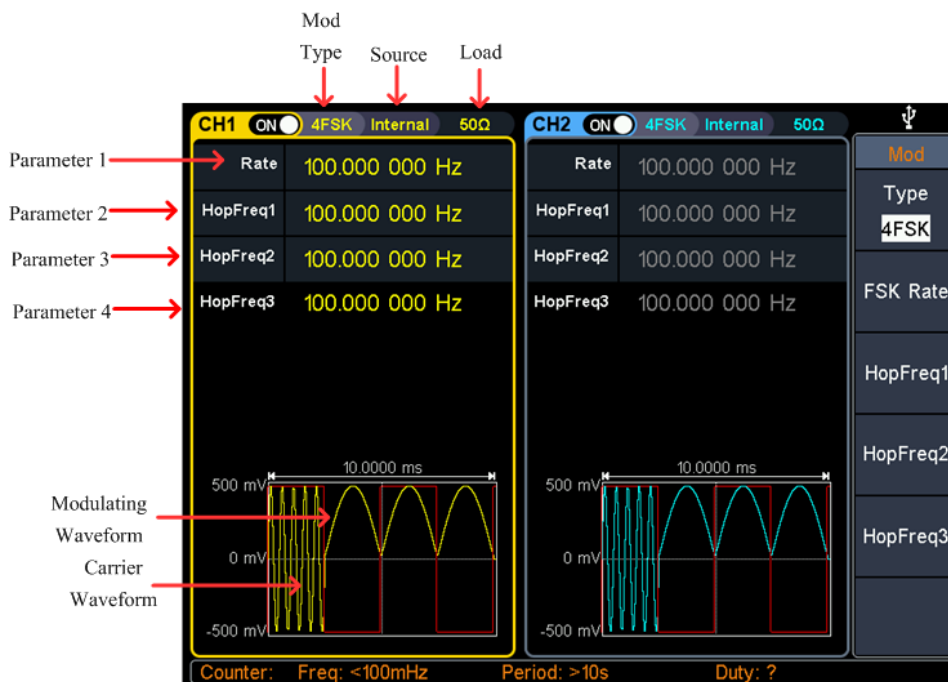 Mod
Type
Source
Load
CH1 ON 4FSK Internal 50Ω
CH2 ON 4FSK Internal 50Ω
Parameter 1
Rate 100.000 000 Hz
Rate 100.000 000 Hz
Mod
Parameter 2
HopFreq1 100.000 000 Hz
HopFreq1 100.000 000 Hz
Type
4FSK
Parameter 3
HopFreq2 100.000 000 Hz
HopFreq2 100.000 000 Hz
FSK Rate
Parameter 4
HopFreq3 100.000 000 Hz
HopFreq3 100.000 000 Hz
HopFreq1
HopFreq2
HopFreq3
Modulating
Waveform
Carrier
Waveform
10.0000 ms
500 mV
0 mV
-500 mV
10.0000 ms
500 mV
0 mV
-500 mV
Counter: Freq: <100mHz Period: >10s Duty: ?